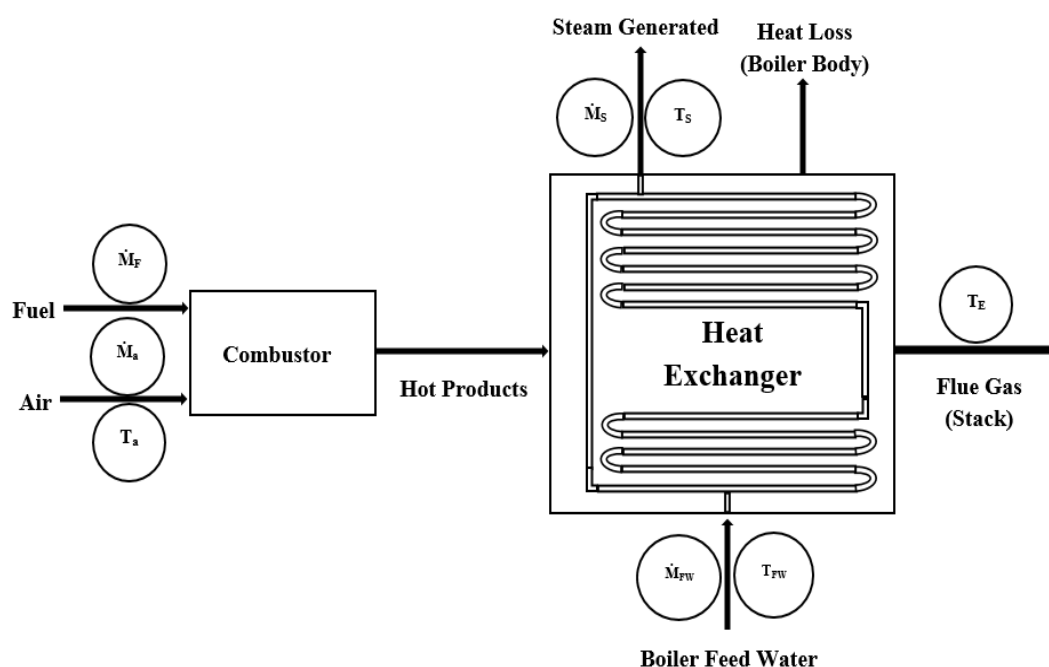 Steam Generated
Heat Loss
(Boiler Body)
Ṁs
Ts
ṀF
Fuel
Ṁa
Air
Ta
Combustor
Hot Products
Heat
Exchanger
TE
Flue Gas
(Stack)
ṀFW
TFW
Boiler Feed Water